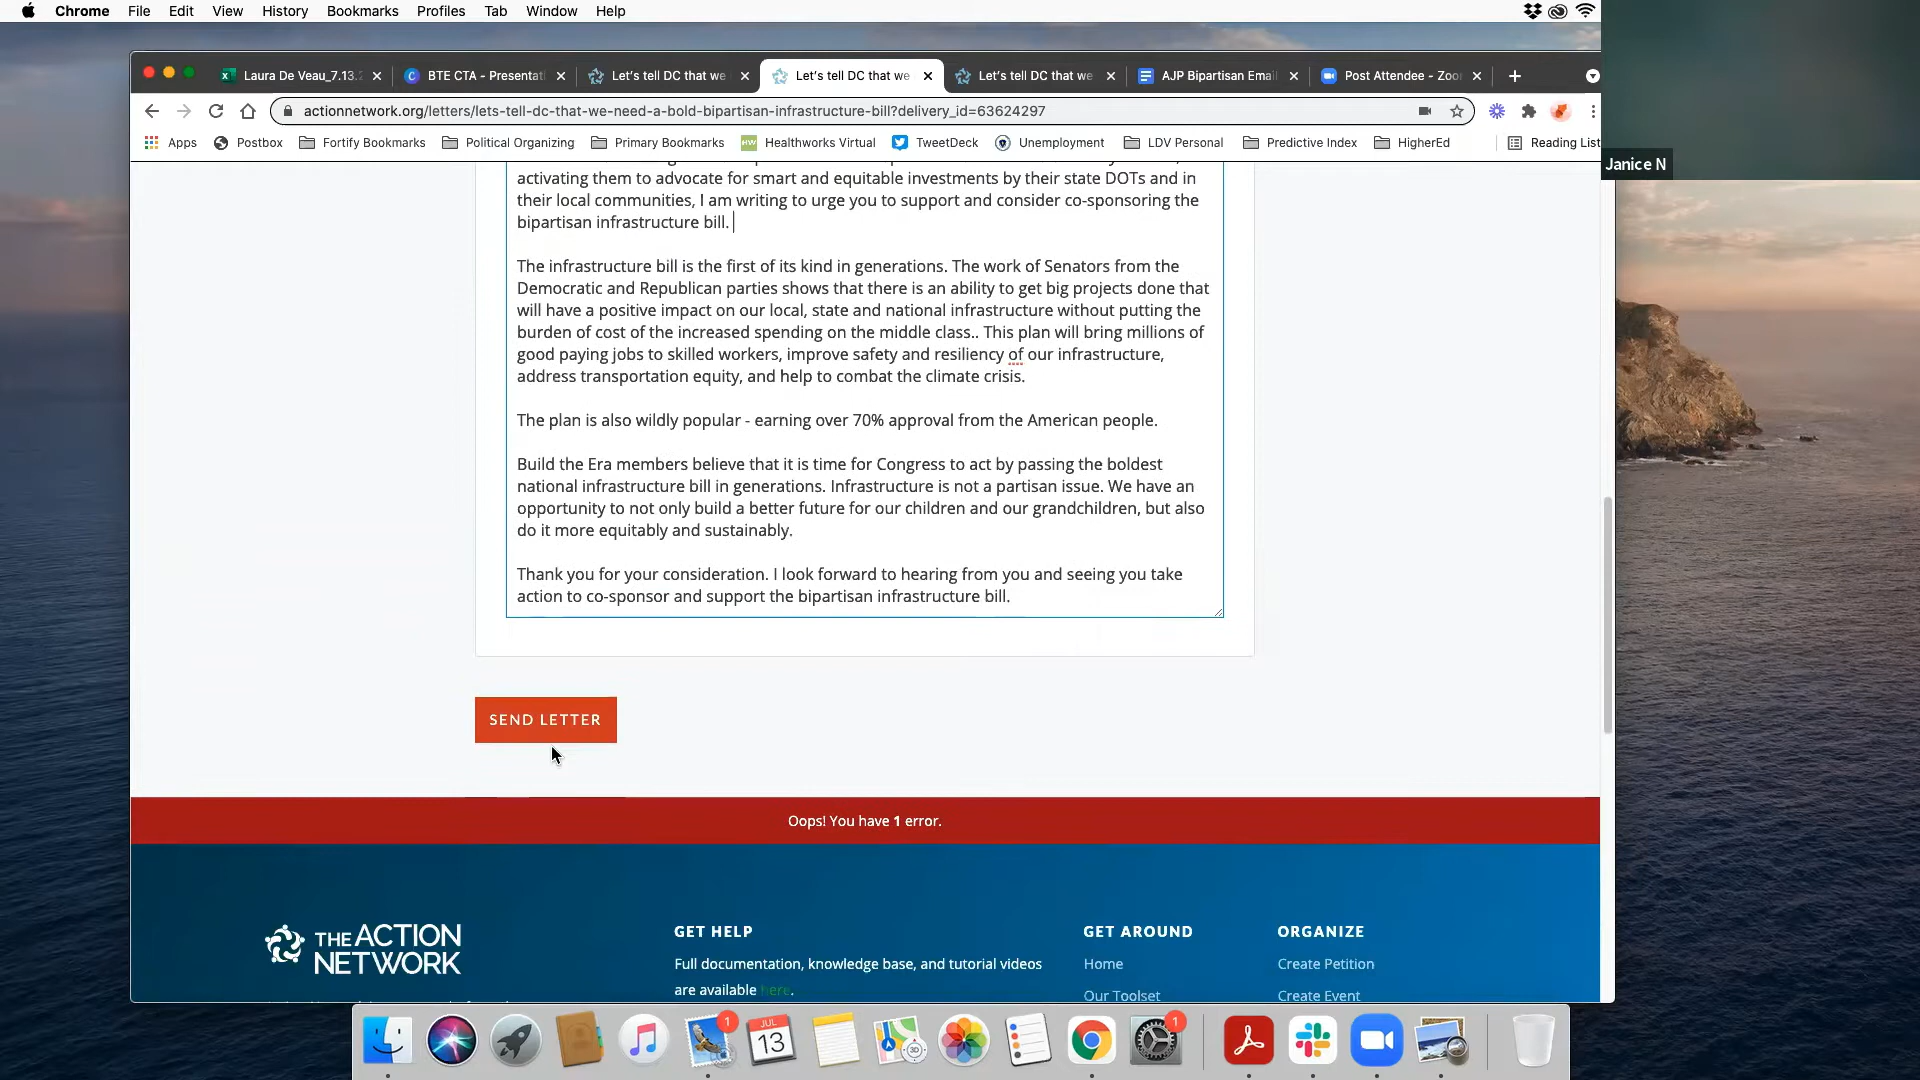 Chrome File Edit View History Bookmarks Profiles Tab Window Help
Laura De Veau_7.13.2
BTE CTA - Presentati
Let's tell DC that we
Let's tell DC that we
Let's tell DC that we
AJP Bipartisan Email
Post Attendee - Zoo
actionnetwork.org/letters/lets-tell-dc-that-we-need-a-bold-bipartisan-infrastructure-bill?delivery_id=63624297
Apps Postbox Fortify Bookmarks Political Organizing Primary Bookmarks HW Healthworks Virtual TweetDeck Unemployment LDV Personal Predictive Index HigherEd Reading List
Janice N
activating them to advocate for smart and equitable investments by their state DOTs and in
their local communities, I am writing to urge you to support and consider co-sponsoring the
bipartisan infrastructure bill.
The infrastructure bill is the first of its kind in generations. The work of Senators from the
Democratic and Republican parties shows that there is an ability to get big projects done that
will have a positive impact on our local, state and national infrastructure without putting the
burden of cost of the increased spending on the middle class.. This plan will bring millions of
good paying jobs to skilled workers, improve safety and resiliency of our infrastructure,
address transportation equity, and help to combat the climate crisis.
The plan is also wildly popular - earning over 70% approval from the American people.
Build the Era members believe that it is time for Congress to act by passing the boldest
national infrastructure bill in generations. Infrastructure is not a partisan issue. We have an
opportunity to not only build a better future for our children and our grandchildren, but also
do it more equitably and sustainably.
Thank you for your consideration. I look forward to hearing from you and seeing you take
action to co-sponsor and support the bipartisan infrastructure bill.
SEND LETTER
Oops! You have 1 error.
THE ACTION
NETWORK
GET HELP
Full documentation, knowledge base, and tutorial videos
are available here.
GET AROUND
Home
Our Toolset
ORGANIZE
Create Petition
Create Event
1
JUL
13
3D
1